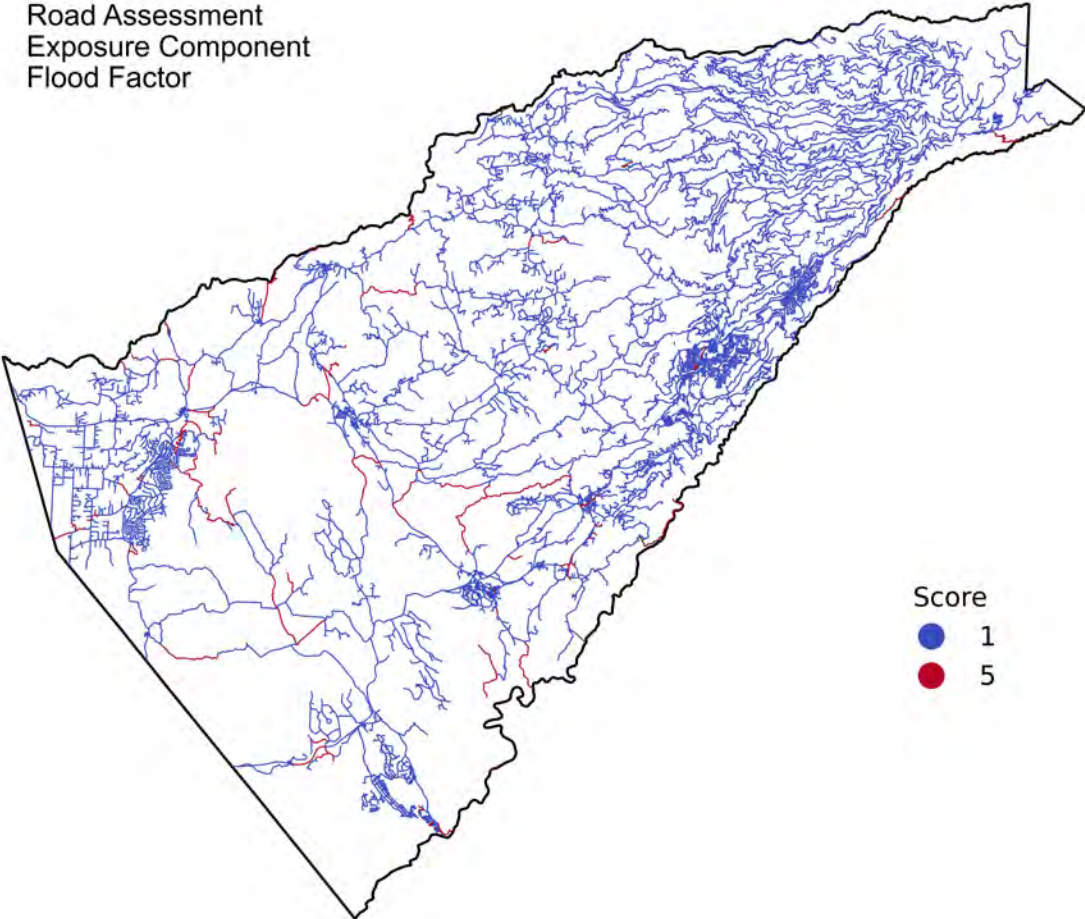 Road Assessment
Exposure Component
Flood Factor
Score
1
5